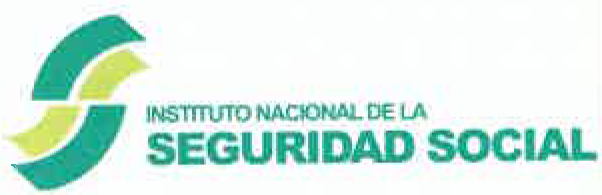 INSTITUTO NACIONAL DE LA
SEGURIDAD SOCIAL